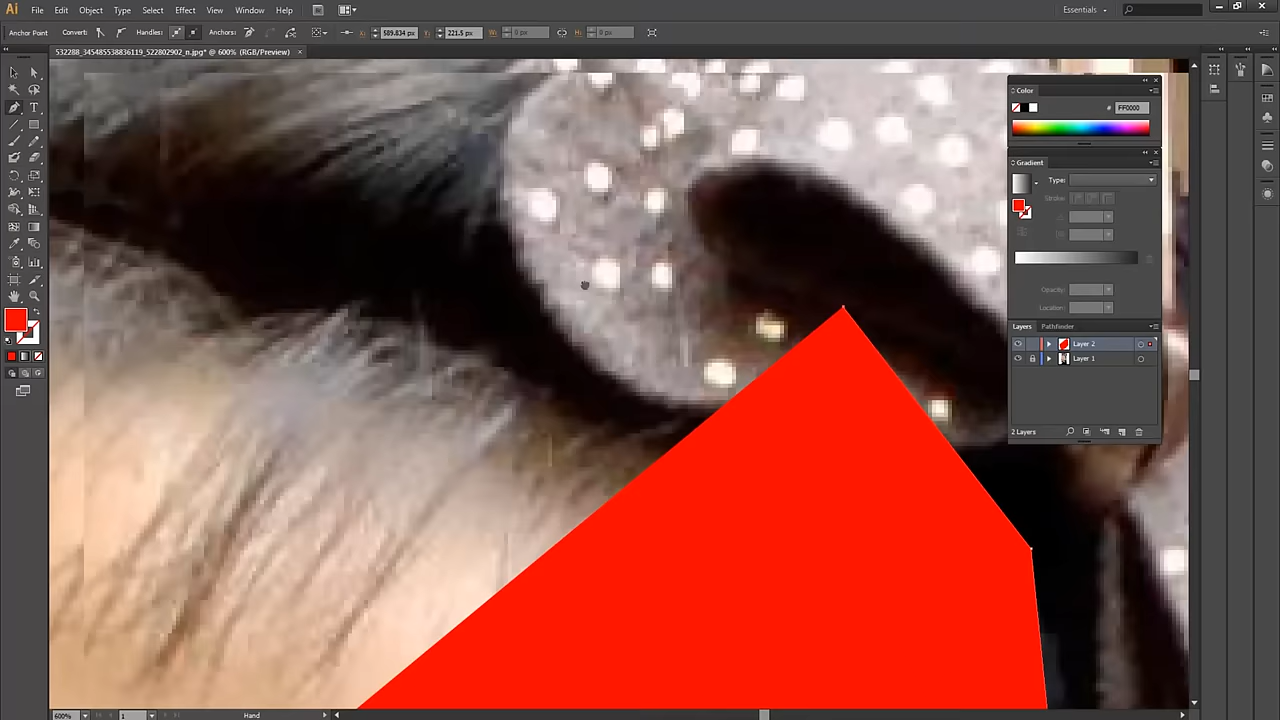 Ai File Edit Object Type Select Effect View Window Help Essentials
Anchor Point Convert: Handles: Anchors: X: 589.834 px Y: 221.5 px W: 0 px H: 0 px
532288_345485538836119_522802902_n.jpg* @ 600% (RGB/Preview) ×
Color
# FF0000
Gradient
Type:
Stroke:
Opacity:
Location:
Layers Pathfinder
Layer 2
Layer 1
2 Layers
600% 1 Hand